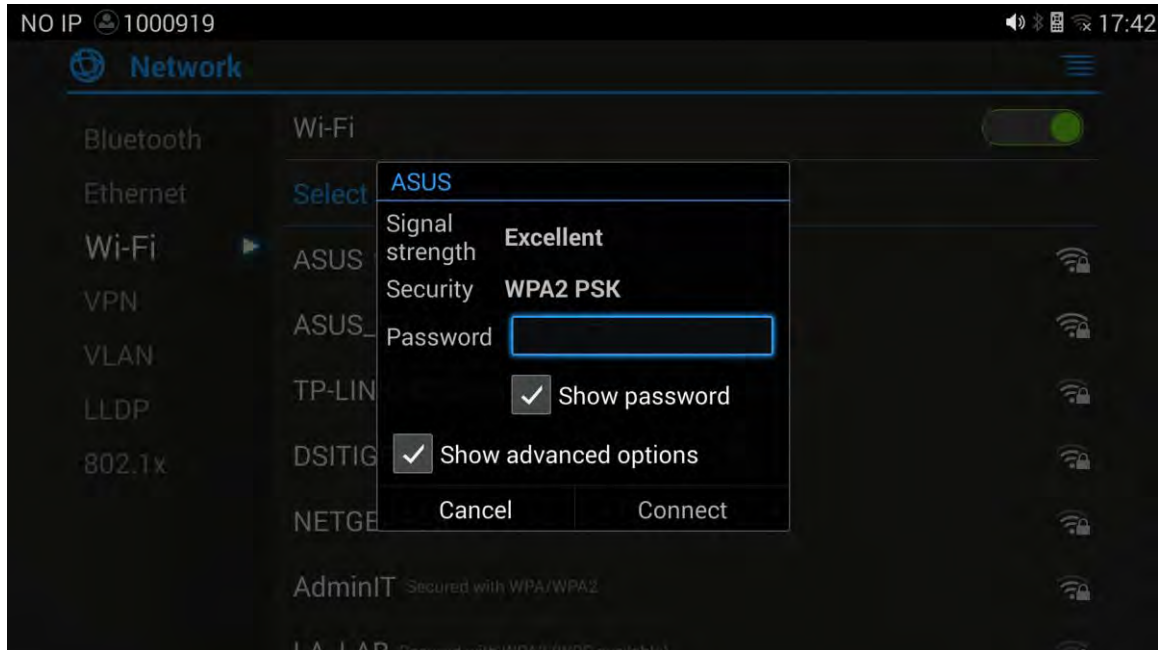 NO IP 1000919 17:42
Network
Bluetooth
Ethernet
Wi-Fi
VPN
VLAN
LLDP
802.1x
Wi-Fi
Select
ASUS
ASUS_
TP-LIN
DSITIG
NETGE
AdminIT Secured with WPA/WPA2
LA-LAB
ASUS
Signal strength Excellent
Security WPA2 PSK
Password
Show password
Show advanced options
Cancel Connect